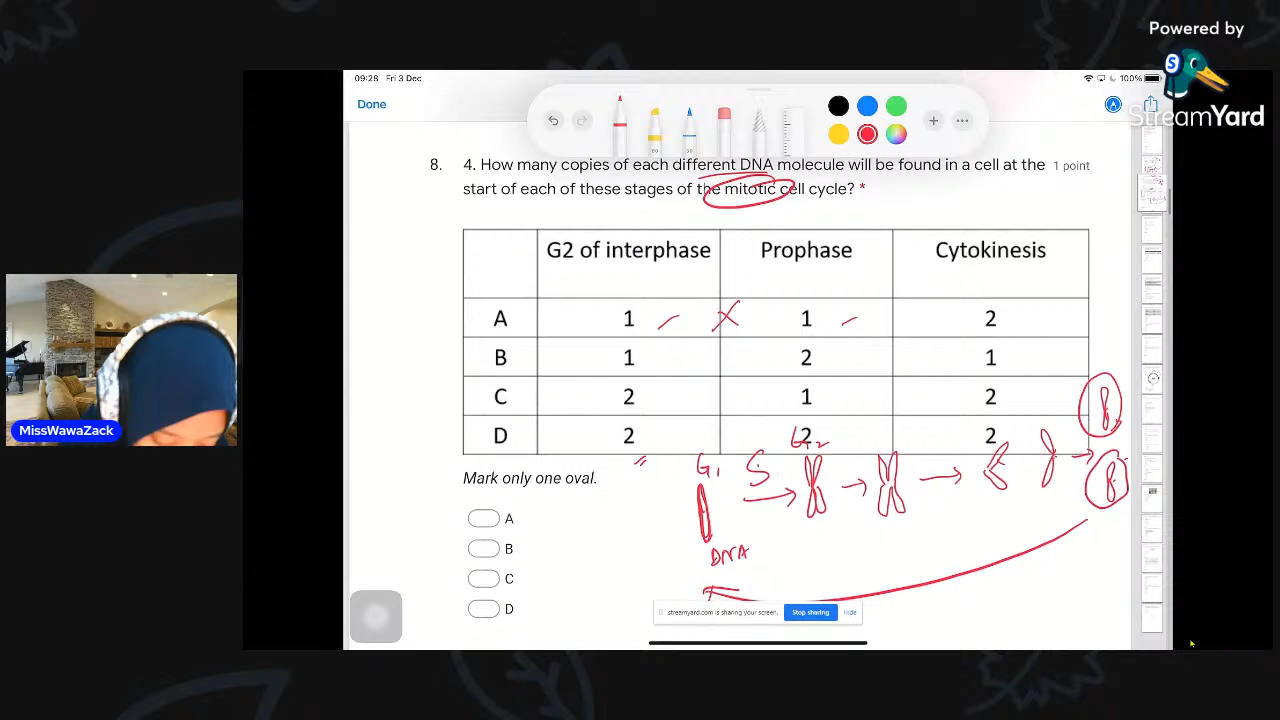 Powered by
StreamYard
09:28 Fri 3 Dec
100%
Done
8
4. How many copies of each different DNA molecule will be found in a cell at the
1 point
start of each of these stages of the mitotic cell cycle? *
G2 of interphase Prophase Cytokinesis
A 1 1 2
B 1 2 1
C 2 1 2
D 2 2 2
MissWawaZack
G1 S G2
Mark only one oval.
A
DNA
B
C
D
streamyard.com is sharing your screen. Stop sharing Hide